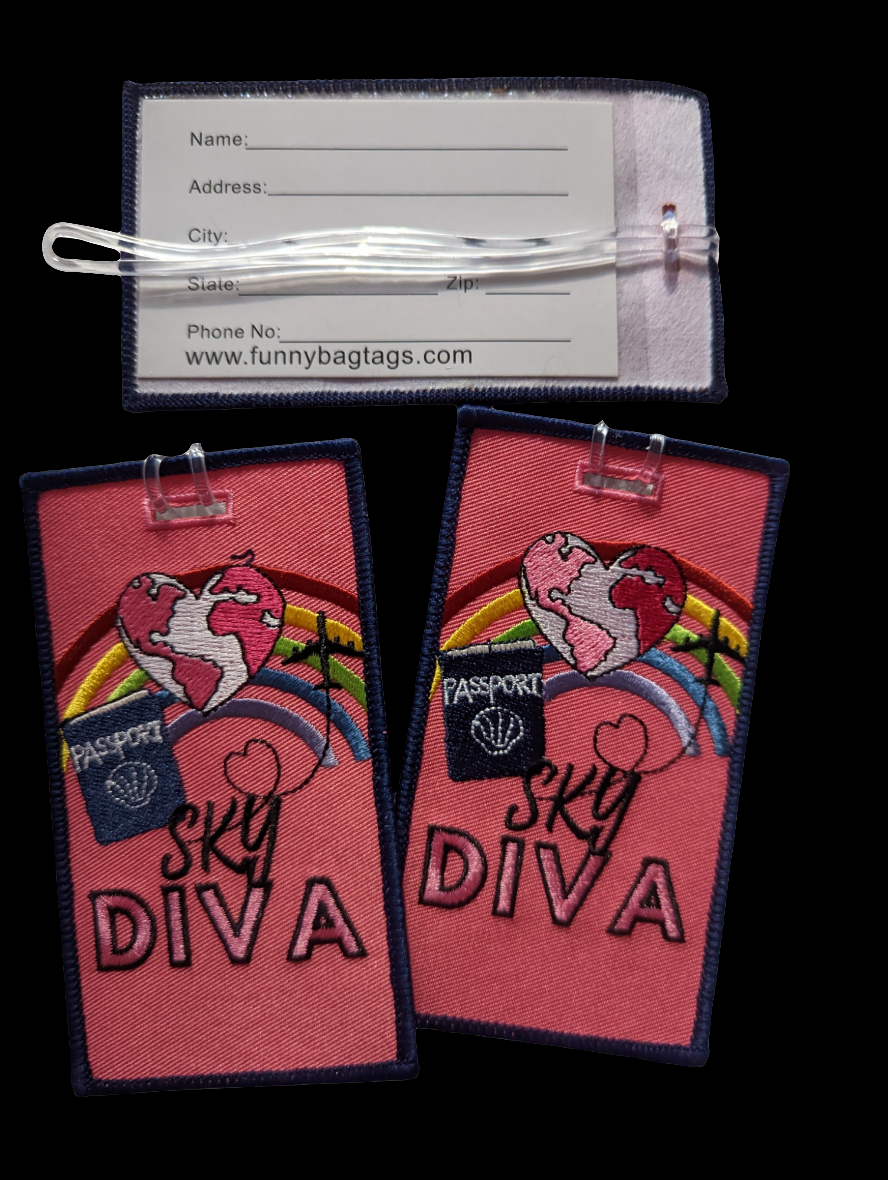 Name:
Address:
City:
State: Zip:
Phone No:
www.funnybagtags.com
PASSPORT
SKY
DIVA
PASSPORT
SKY
DIVA